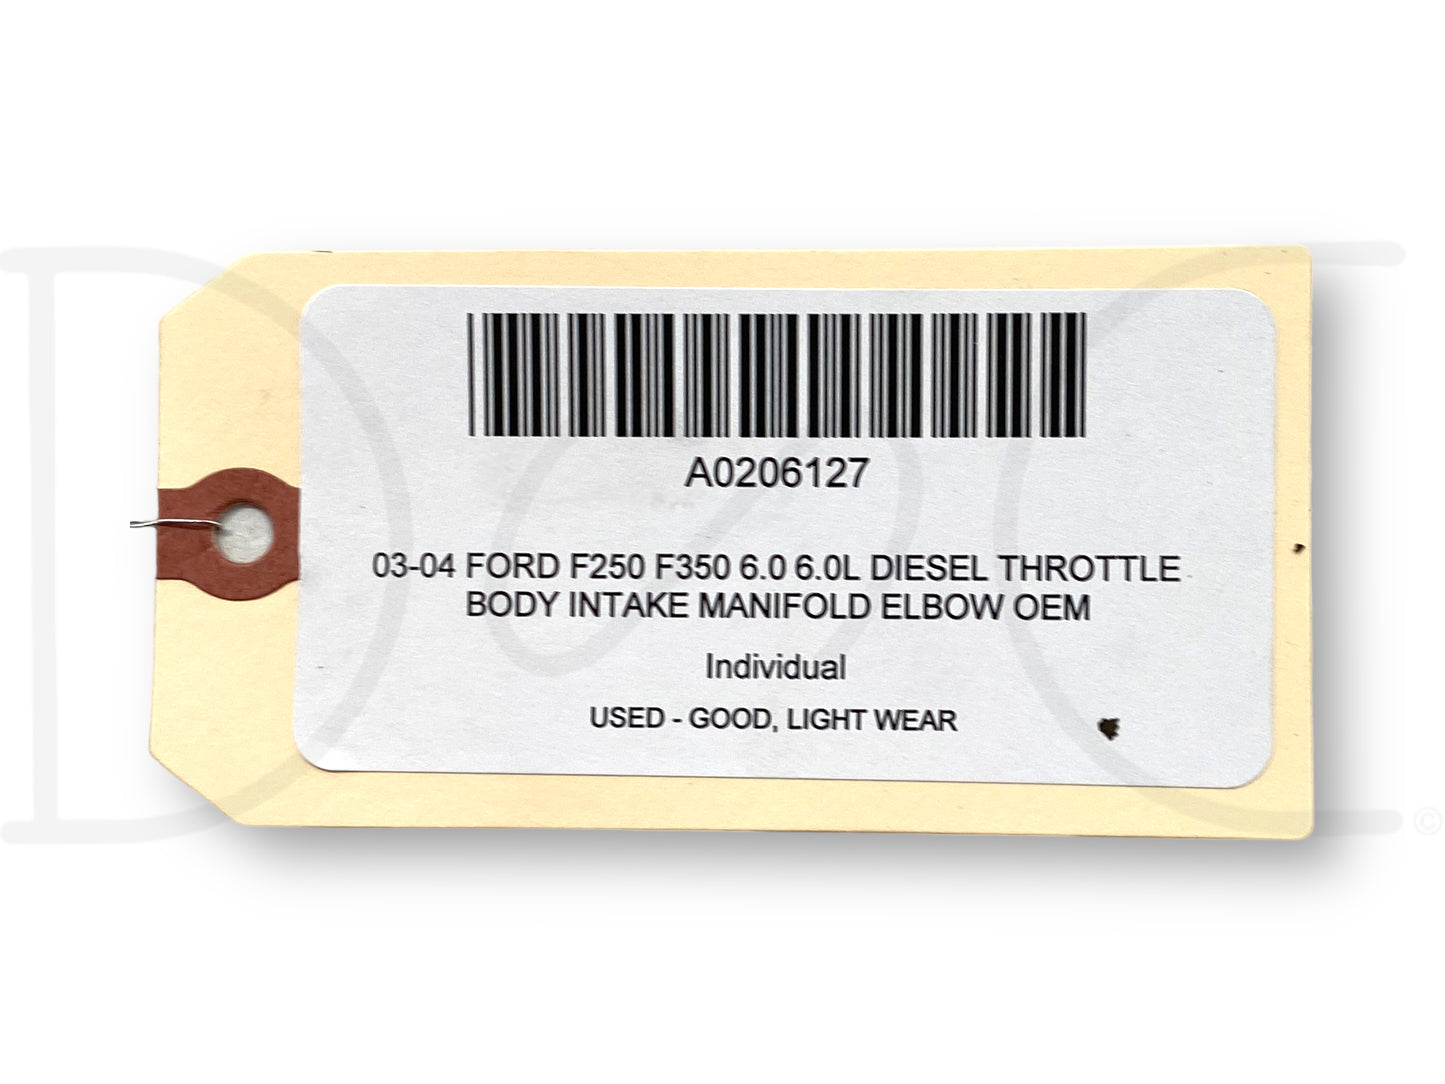 A0206127
03-04 FORD F250 F350 6.0 6.0L DIESEL THROTTLE
BODY INTAKE MANIFOLD ELBOW OEM
Individual
USED - GOOD, LIGHT WEAR
D C ©